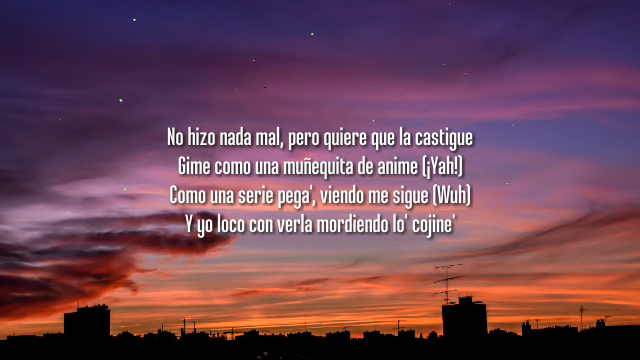 No hizo nada mal, pero quiere que la castigue
Gime como una muñequita de anime (¡Yah!)
Como una serie pega', viendo me sigue (Wuh)
Y yo loco con verla mordiendo lo' cojine'